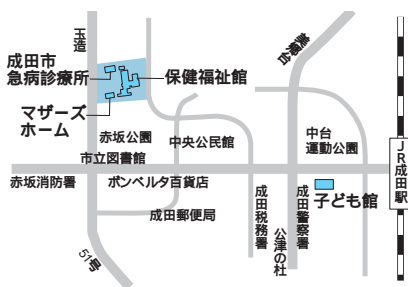 玉造
美郷台
成田市
急病診療所
保健福祉館
マザーズ
ホーム
赤坂公園
中央公民館
中台
運動公園
市立図書館
赤坂消防署
ボンベルタ百貨店
成田郵便局
成田税務署
公津の杜
成田警察署
子ども館
JR成田駅
51号